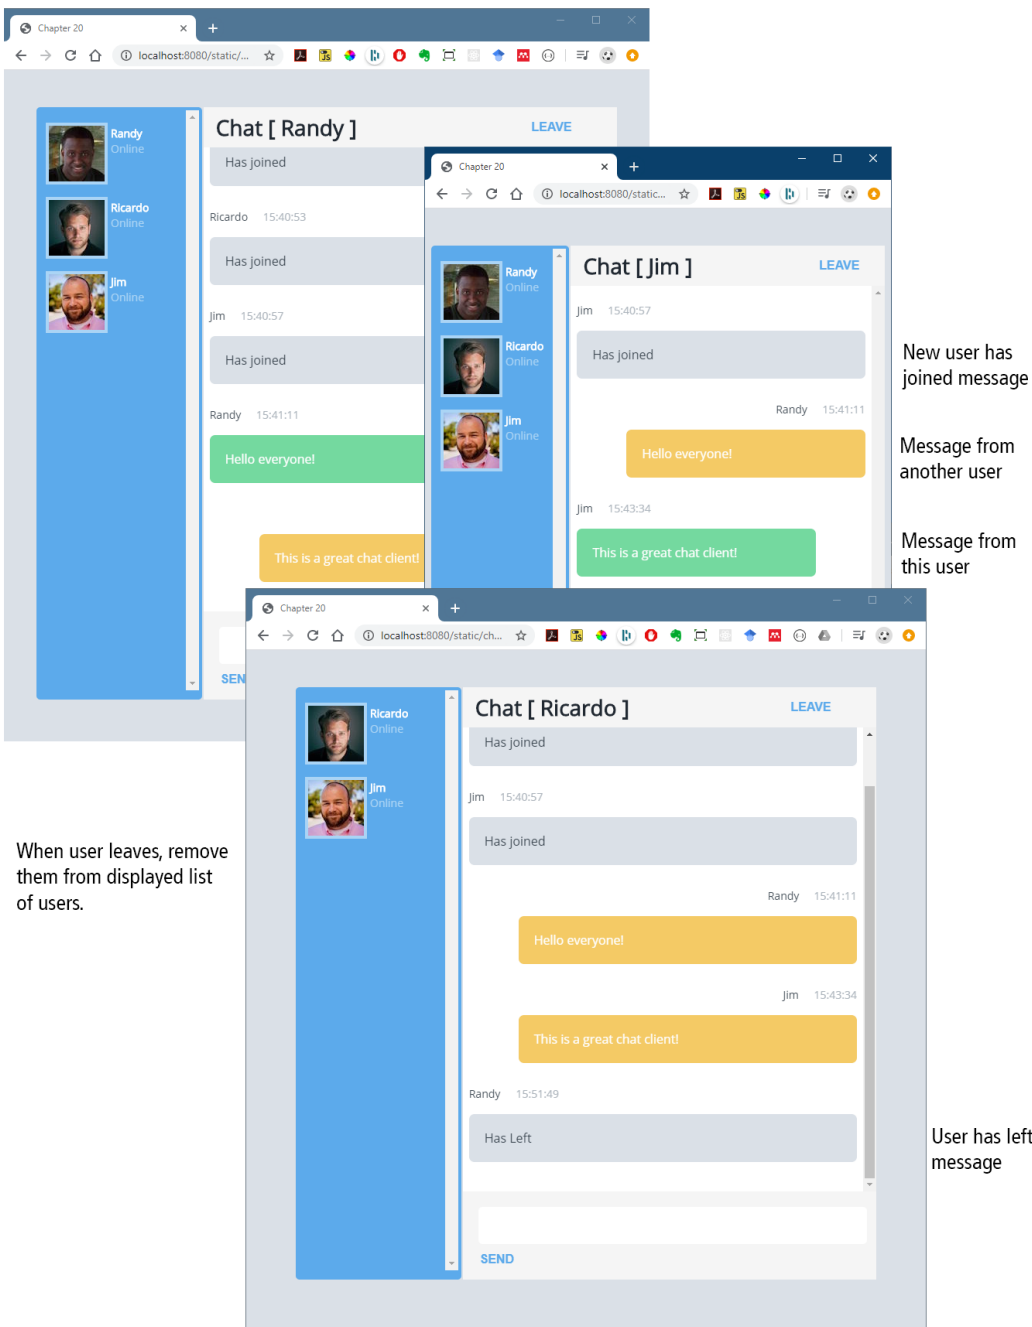 Chapter 20
localhost:8080/static/...
Randy
Online
Ricardo
Online
Jim
Online
Chat [ Randy ]
LEAVE
Has joined
Ricardo 15:40:53
Has joined
Jim 15:40:57
Has joined
Randy 15:41:11
Hello everyone!
This is a great chat client!
SEN
Chapter 20
localhost:8080/static...
Randy
Online
Ricardo
Online
Jim
Online
Chat [ Jim ]
LEAVE
Jim 15:40:57
Has joined
Randy 15:41:11
Hello everyone!
Jim 15:43:34
This is a great chat client!
New user has
joined message
Message from
another user
Message from
this user
Chapter 20
localhost:8080/static/ch...
Ricardo
Online
Jim
Online
Chat [ Ricardo ]
LEAVE
Has joined
Jim 15:40:57
Has joined
Randy 15:41:11
Hello everyone!
Jim 15:43:34
This is a great chat client!
Randy 15:51:49
Has Left
SEND
When user leaves, remove
them from displayed list
of users.
User has left
message